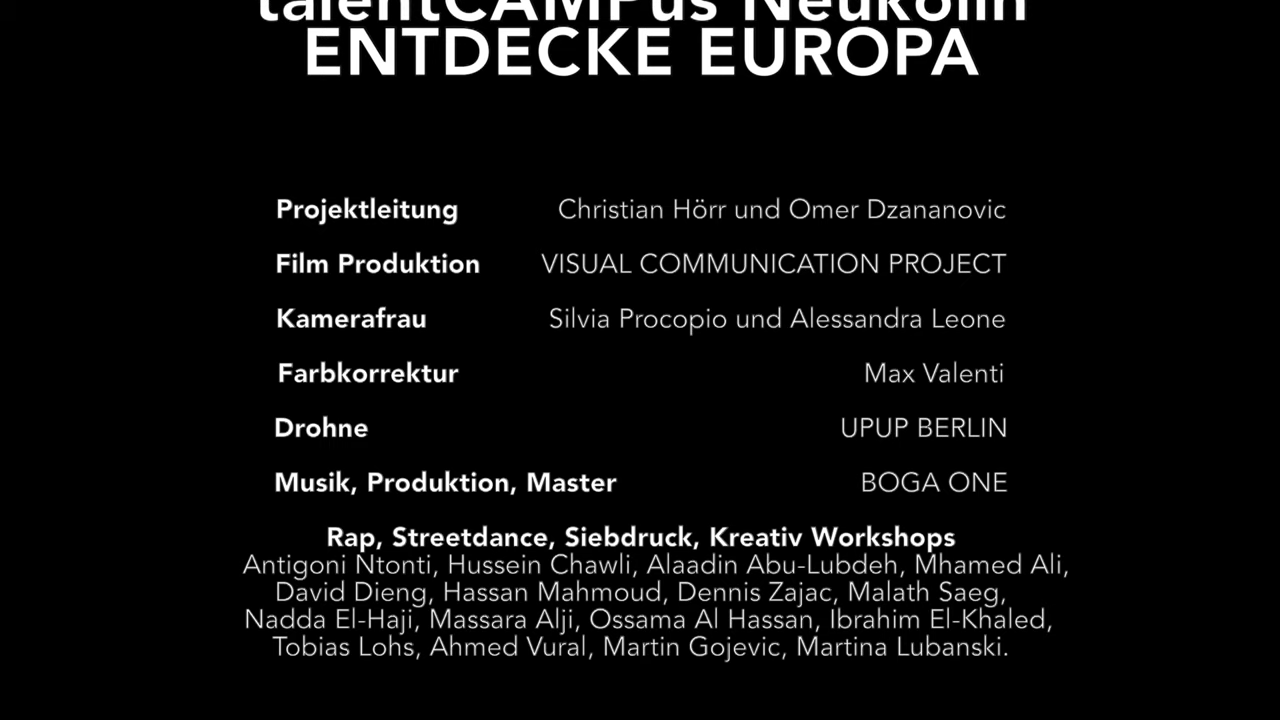 talentCAMPus Neukölln
ENTDECKE EUROPA
Projektleitung Christian Hörr und Omer Dzananovic
Film Produktion VISUAL COMMUNICATION PROJECT
Kamerafrau Silvia Procopio und Alessandra Leone
Farbkorrektur Max Valenti
Drohne UPUP BERLIN
Musik, Produktion, Master BOGA ONE
Rap, Streetdance, Siebdruck, Kreativ Workshops
Antigoni Ntonti, Hussein Chawli, Alaadin Abu-Lubdeh, Mhamed Ali,
David Dieng, Hassan Mahmoud, Dennis Zajac, Malath Saeg,
Nadda El-Haji, Massara Alji, Ossama Al Hassan, Ibrahim El-Khaled,
Tobias Lohs, Ahmed Vural, Martin Gojevic, Martina Lubanski.